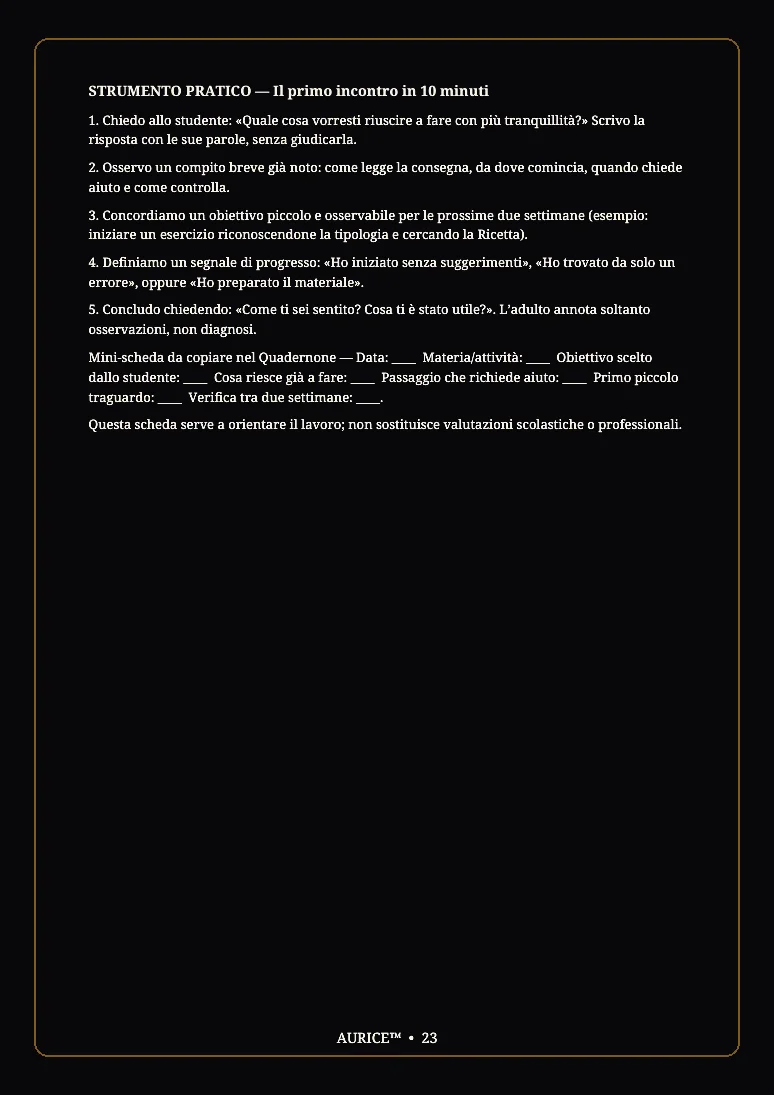 STRUMENTO PRATICO — Il primo incontro in 10 minuti
1. Chiedo allo studente: «Quale cosa vorresti riuscire a fare con più tranquillità?» Scrivo la
risposta con le sue parole, senza giudicarla.
2. Osservo un compito breve già noto: come legge la consegna, da dove comincia, quando chiede
aiuto e come controlla.
3. Concordiamo un obiettivo piccolo e osservabile per le prossime due settimane (esempio:
iniziare un esercizio riconoscendone la tipologia e cercando la Ricetta).
4. Definiamo un segnale di progresso: «Ho iniziato senza suggerimenti», «Ho trovato da solo un
errore», oppure «Ho preparato il materiale».
5. Concludo chiedendo: «Come ti sei sentito? Cosa ti è stato utile?». L’adulto annota soltanto
osservazioni, non diagnosi.
Mini-scheda da copiare nel Quadernone — Data: ____ Materia/attività: ____ Obiettivo scelto
dallo studente: ____ Cosa riesce già a fare: ____ Passaggio che richiede aiuto: ____ Primo piccolo
traguardo: ____ Verifica tra due settimane: ____.
Questa scheda serve a orientare il lavoro; non sostituisce valutazioni scolastiche o professionali.
AURICE™ • 23